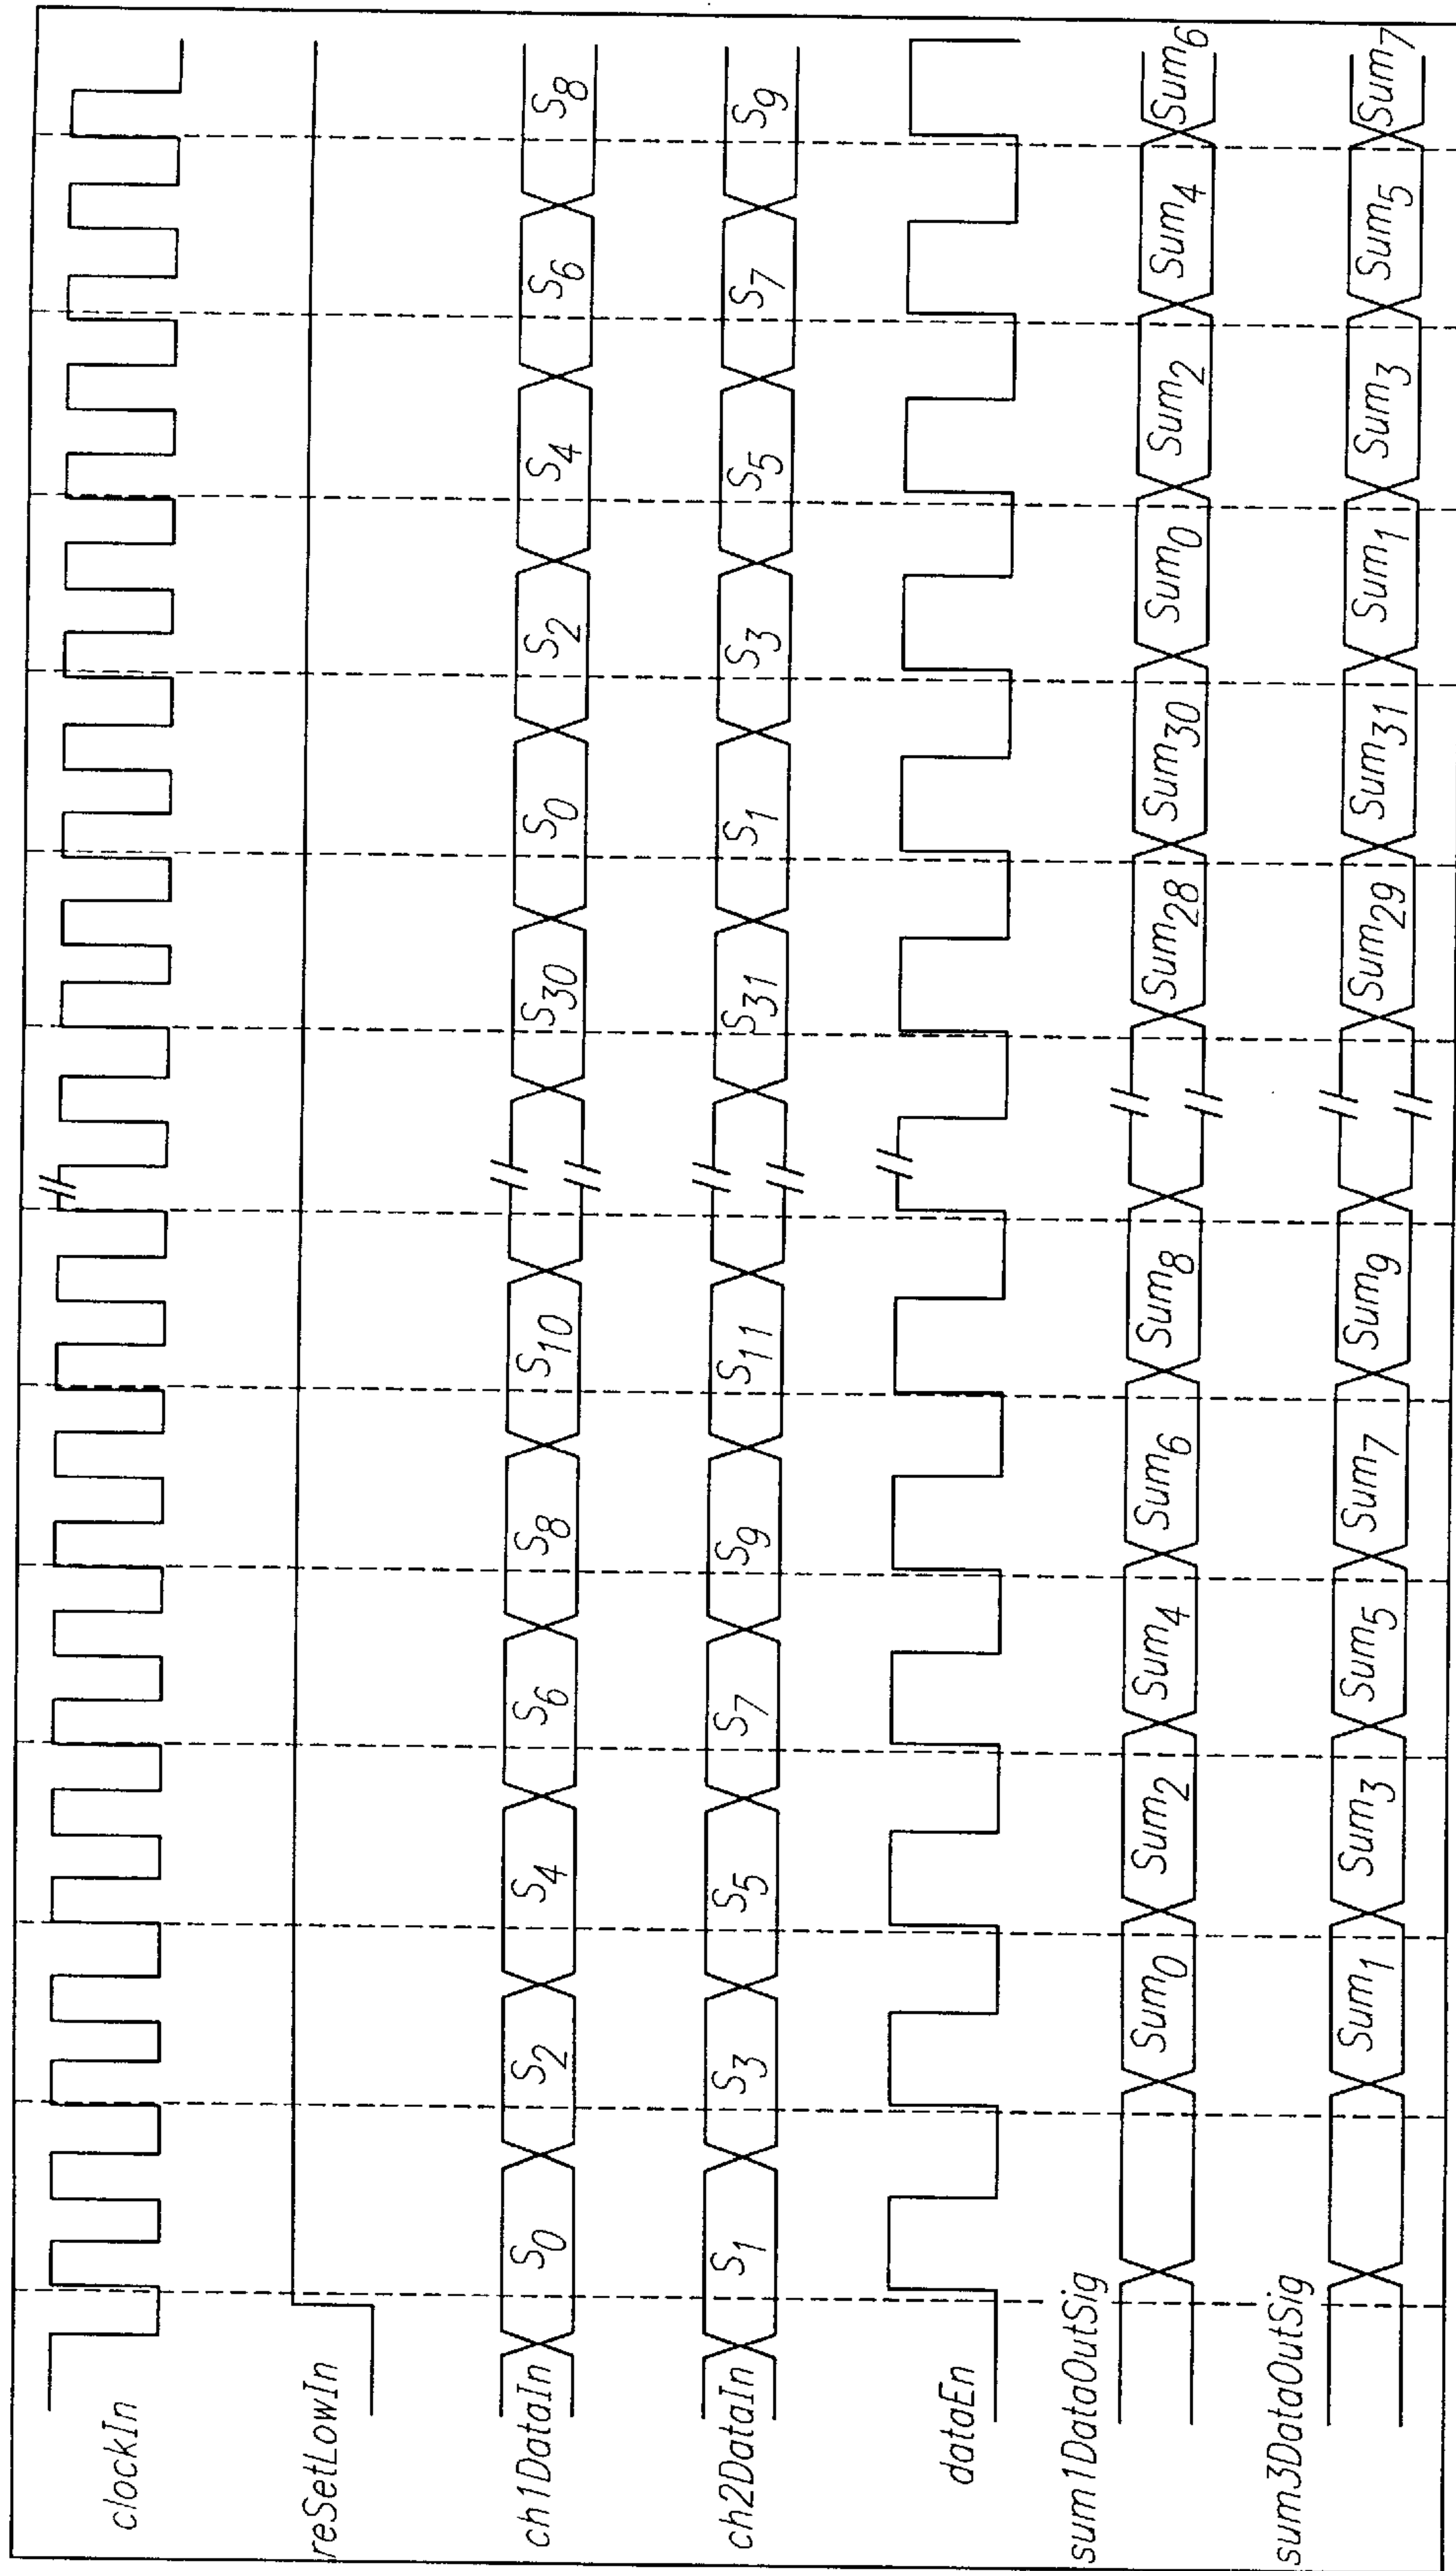 clockIn
reSetLowIn
ch1DataIn S0 S2 S4 S6 S8 S10 S30 S0 S2 S4 S6 S8
ch2DataIn S1 S3 S5 S7 S9 S11 S31 S1 S3 S5 S7 S9
dataEn
sum1DataOutSig Sum0 Sum2 Sum4 Sum6 Sum8 Sum28 Sum30 Sum0 Sum2 Sum4 Sum6
sum3DataOutSig Sum1 Sum3 Sum5 Sum7 Sum9 Sum29 Sum31 Sum1 Sum3 Sum5 Sum7